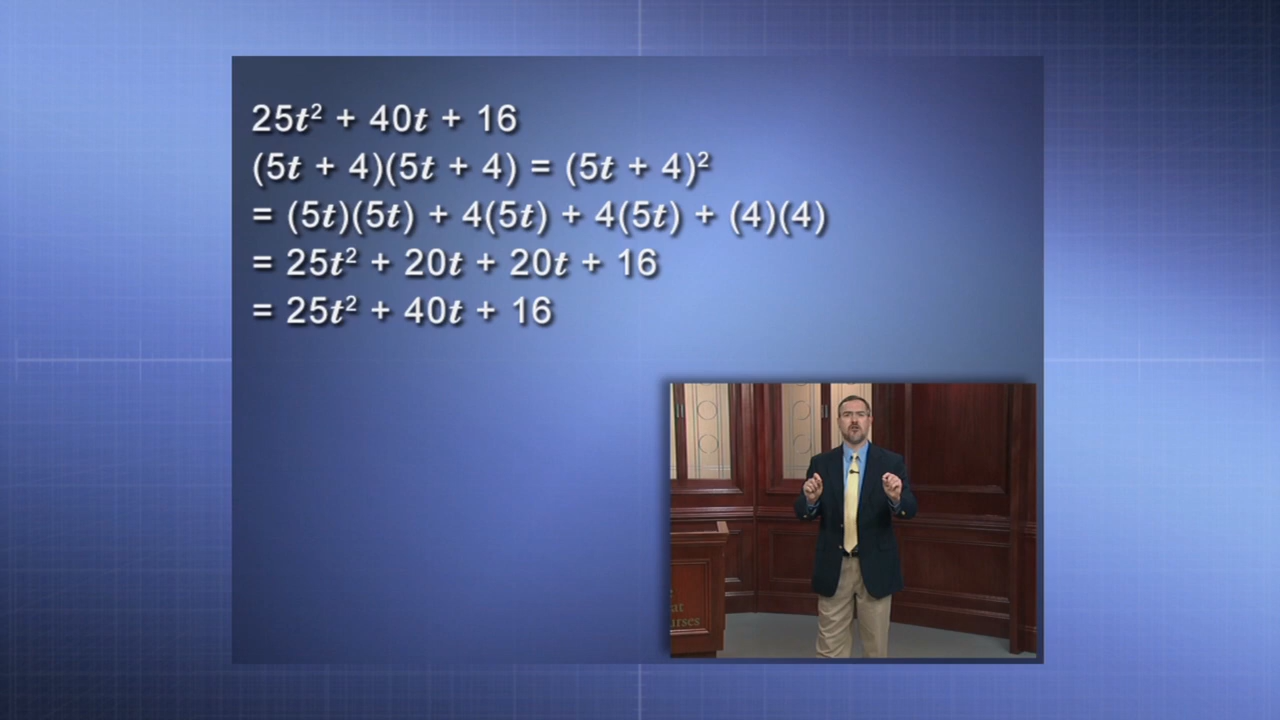 25t² + 40t + 16
(5t + 4)(5t + 4) = (5t + 4)²
= (5t)(5t) + 4(5t) + 4(5t) + (4)(4)
= 25t² + 20t + 20t + 16
= 25t² + 40t + 16